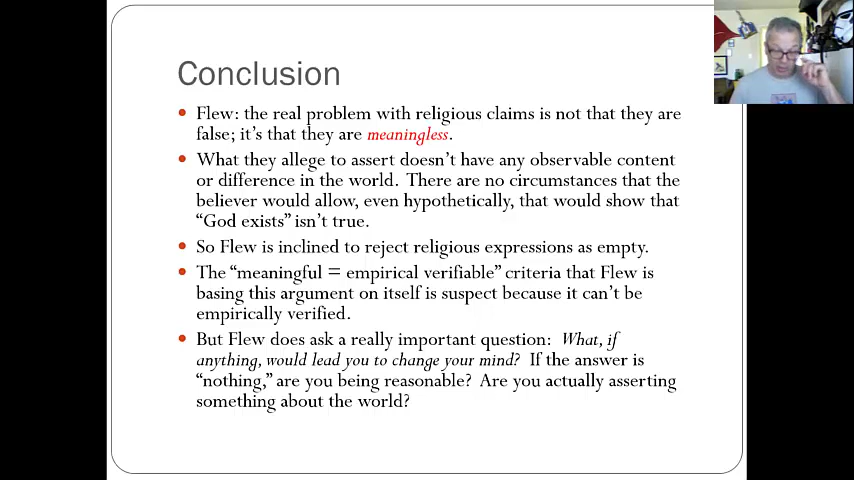 Conclusion
Flew: the real problem with religious claims is not that they are
false; it's that they are meaningless.
What they allege to assert doesn't have any observable content
or difference in the world. There are no circumstances that the
believer would allow, even hypothetically, that would show that
"God exists" isn't true.
So Flew is inclined to reject religious expressions as empty.
The "meaningful = empirical verifiable" criteria that Flew is
basing this argument on itself is suspect because it can't be
empirically verified.
But Flew does ask a really important question: What, if
anything, would lead you to change your mind? If the answer is
"nothing," are you being reasonable? Are you actually asserting
something about the world?